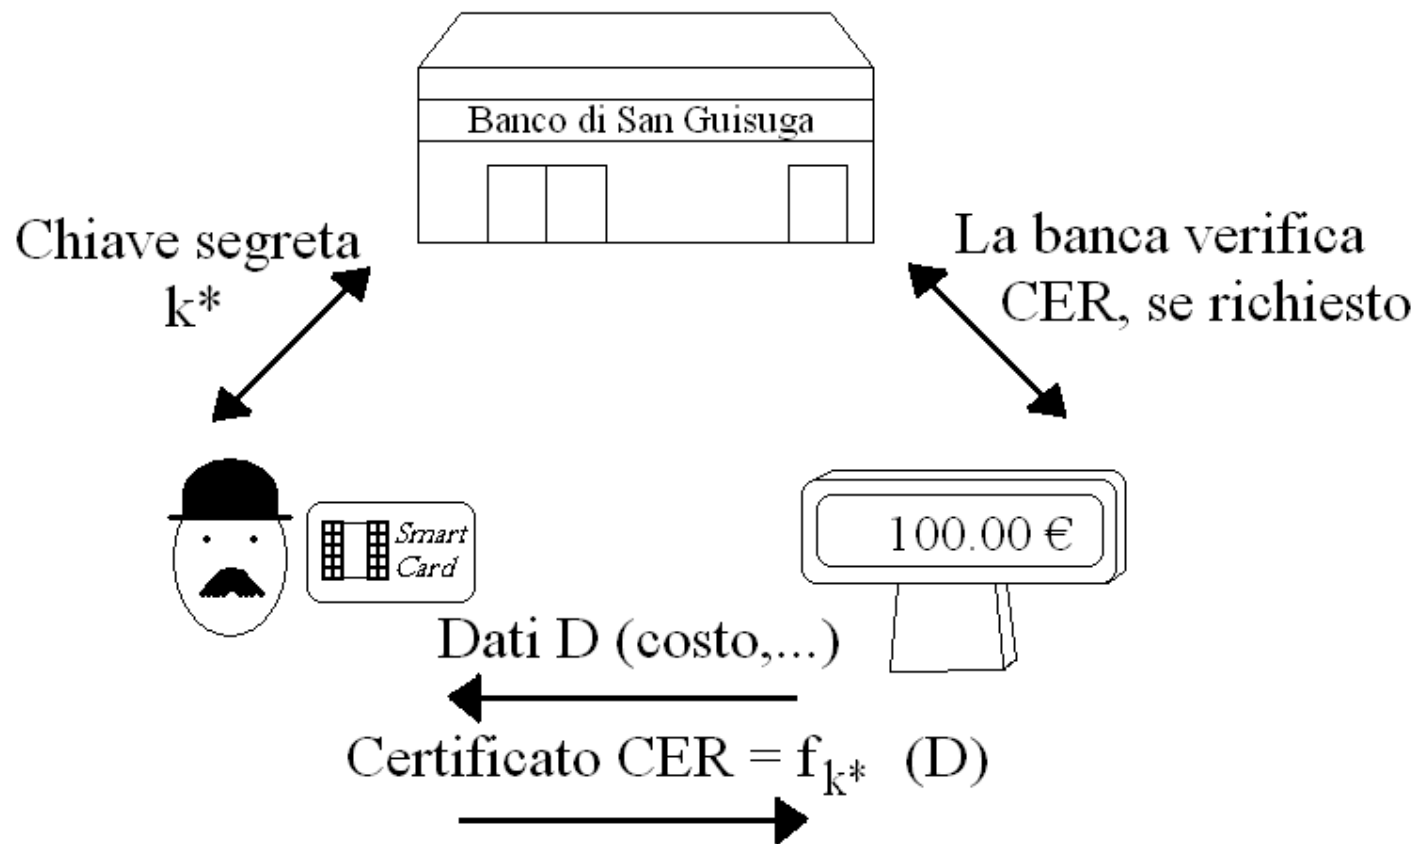 Banco di San Guisuga
Chiave segreta
k*
La banca verifica
CER, se richiesto
Smart
Card
100.00 €
Dati D (costo,...)
Certificato CER = f k* (D)